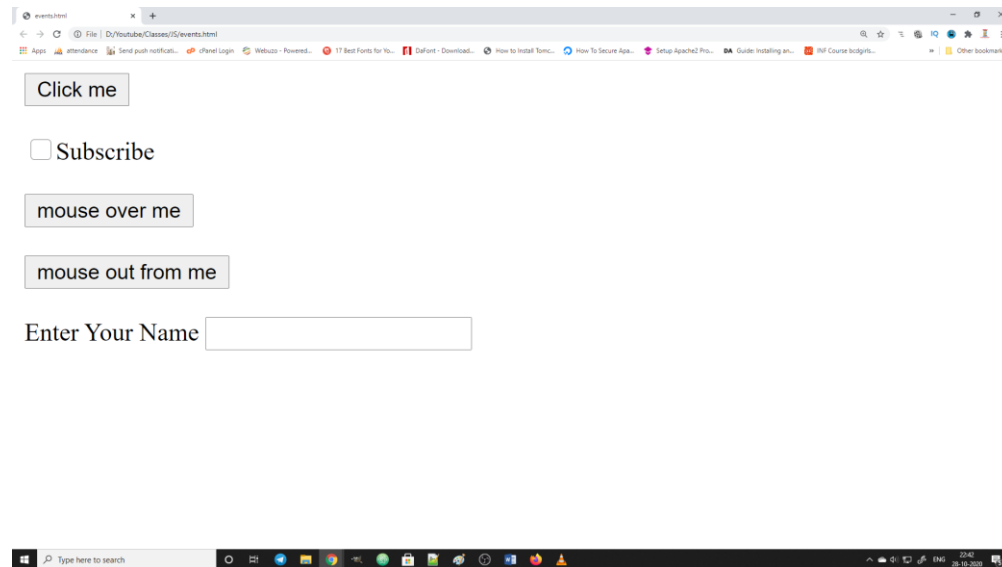 events.html
File | D:/Youtube/Classes/JS/events.html
Apps attendance Send push notificati... cPanel Login Webuzo - Powered... 17 Best Fonts for Yo... DaFont - Download... How to Install Tomc... How To Secure Apa... Setup Apache2 Pro... Guide: Installing an... INF Course bcdgirls... Other bookmark
Click me
Subscribe
mouse over me
mouse out from me
Enter Your Name
Type here to search
ENG 22:42
28-10-2020